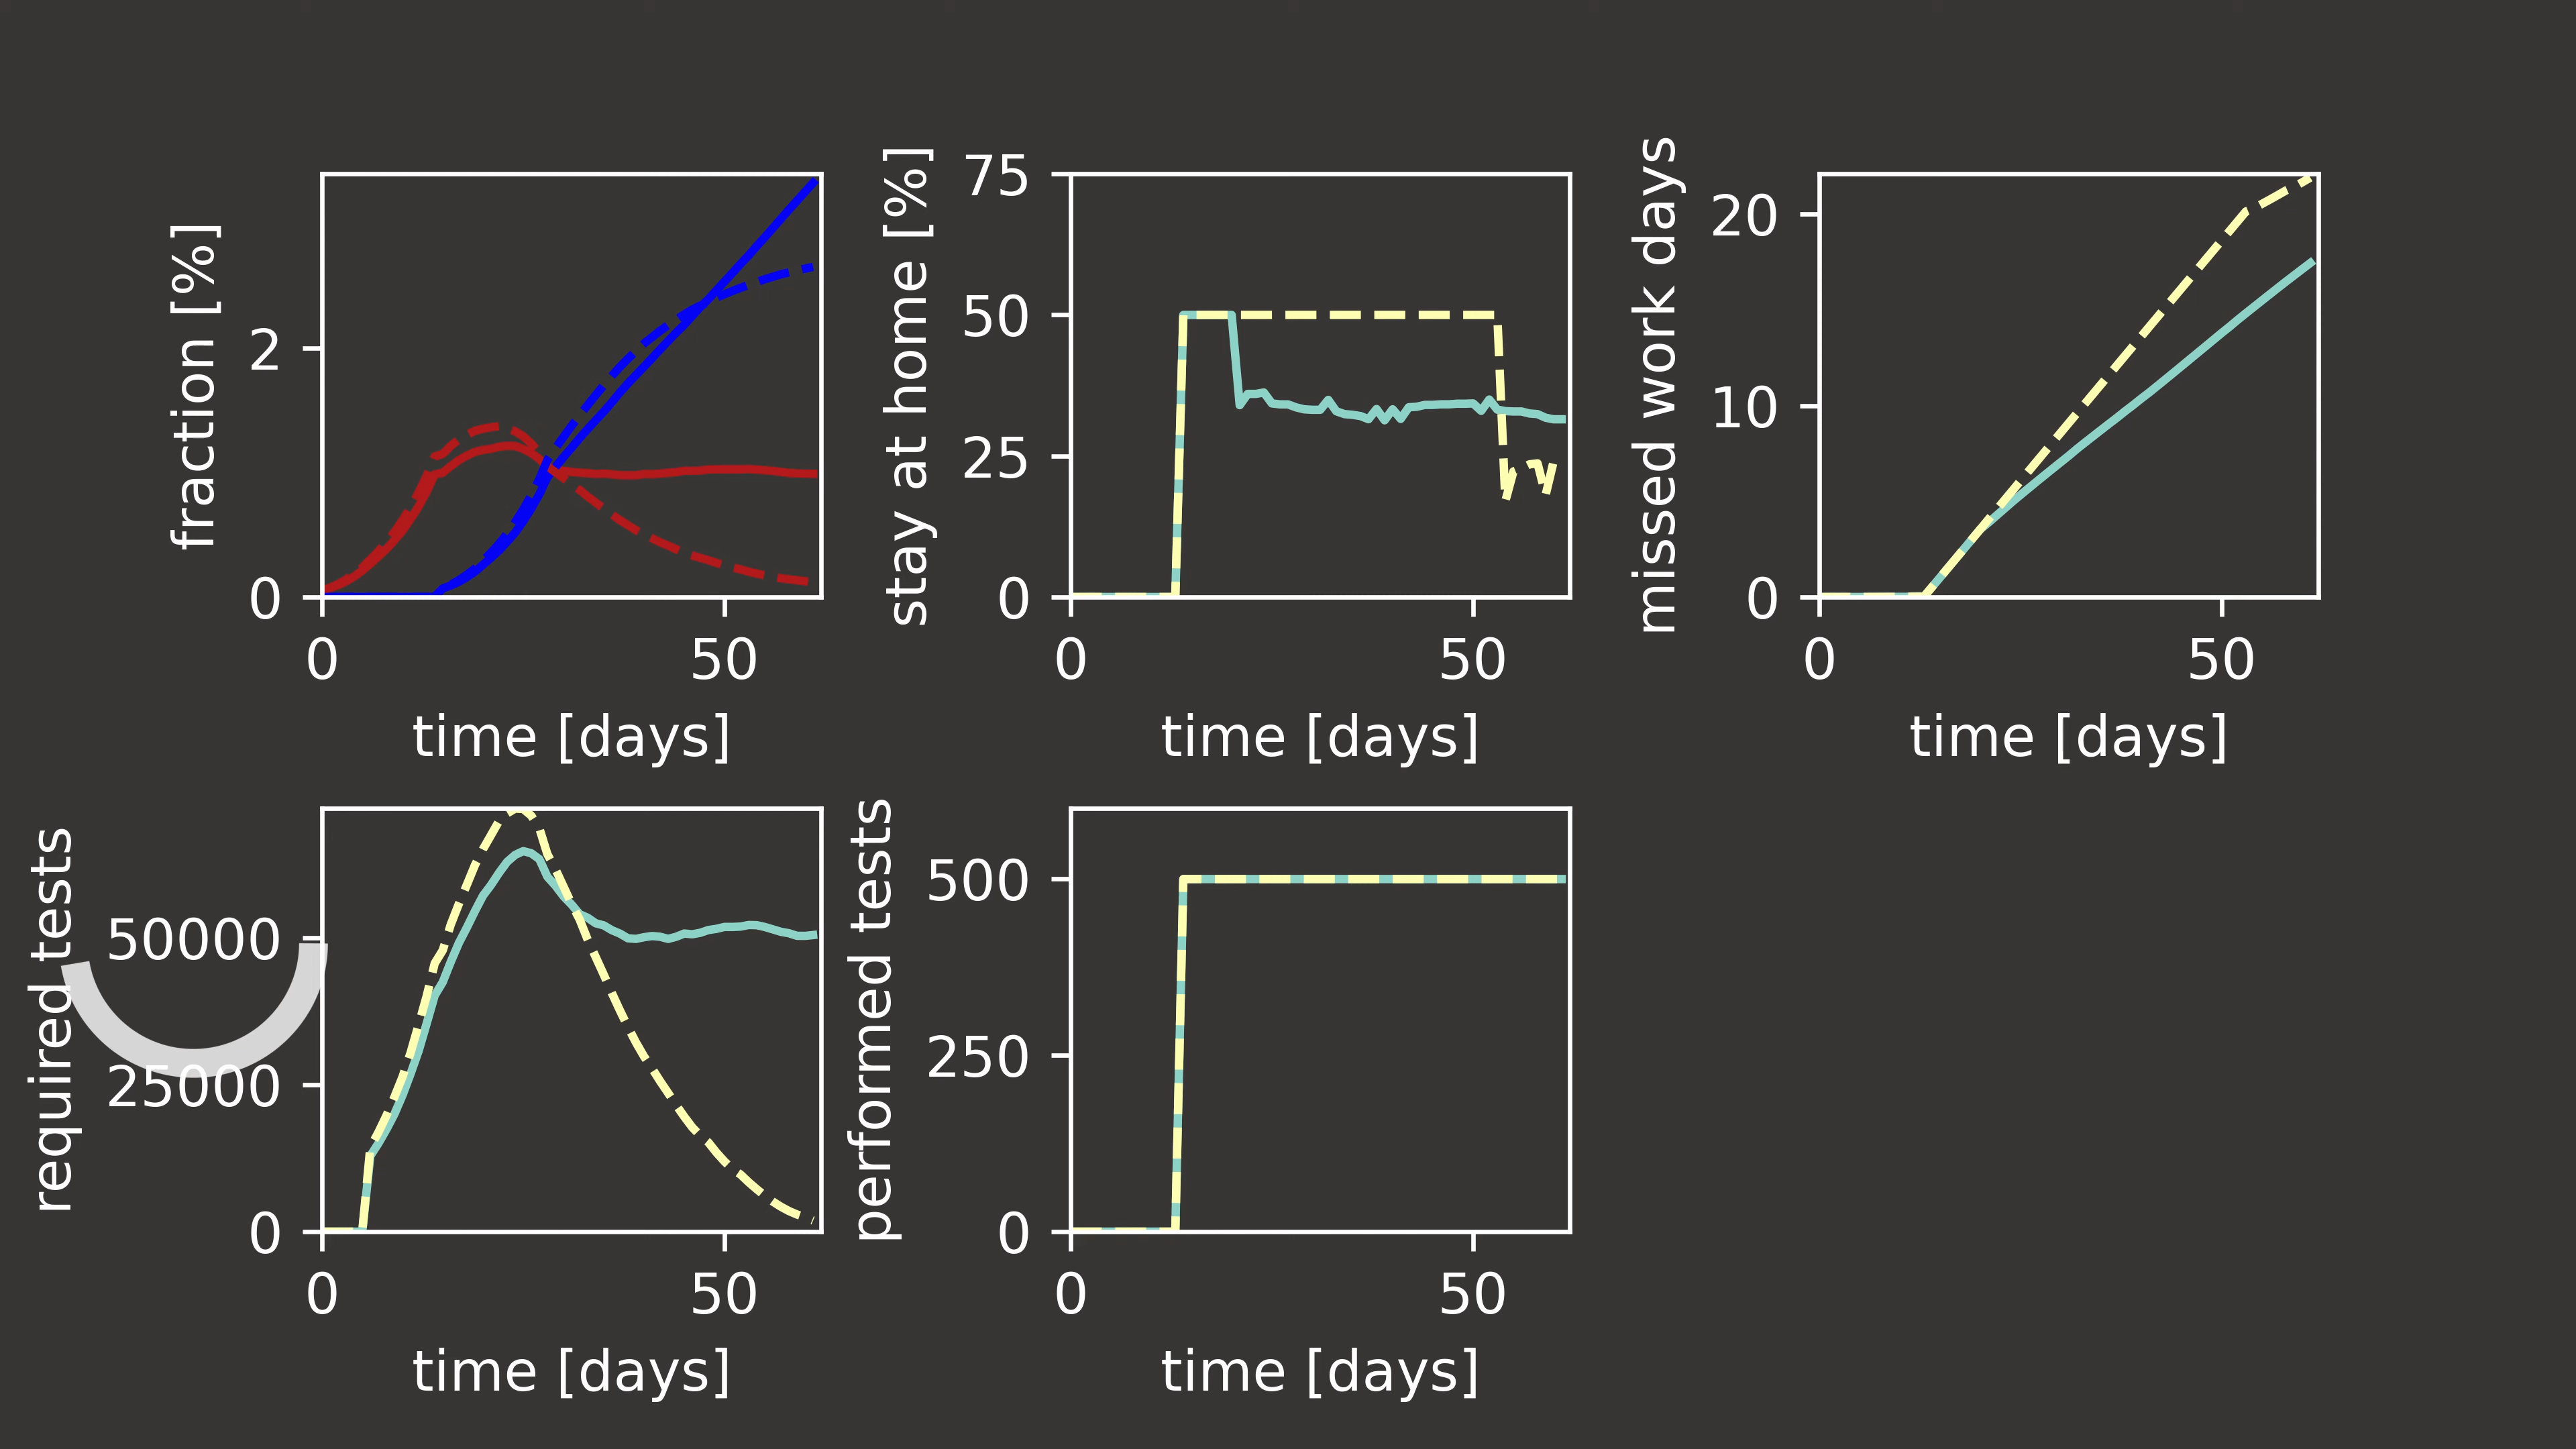 fraction [%]
2
0
0
50
time [days]
stay at home [%]
75
50
25
0
0
50
time [days]
missed work days
20
10
0
0
50
time [days]
required tests
50000
25000
0
0
50
time [days]
performed tests
500
250
0
0
50
time [days]